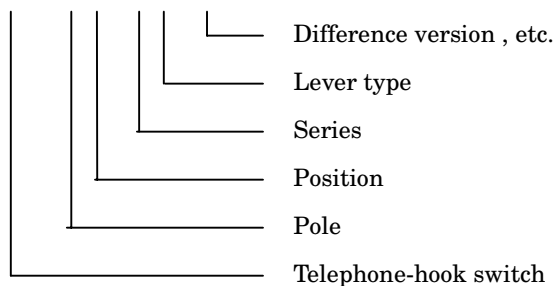 Difference version , etc.
Lever type
Series
Position
Pole
Telephone-hook switch